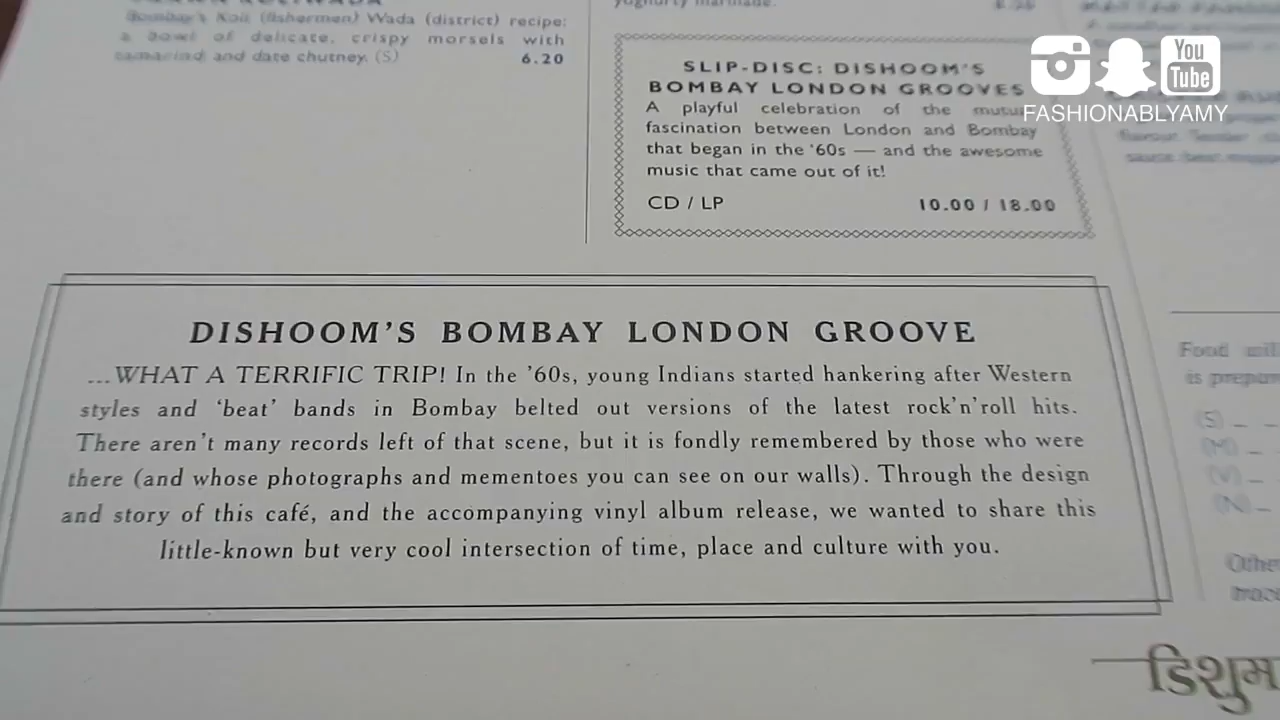 Bombay's Koli (fishermen) Wada (district) recipe:
a bowl of delicate, crispy morsels with
tamarind and date chutney. (S) 6.20
SLIP-DISC: DISHOOM'S
BOMBAY LONDON GROOVES
A playful celebration of the mutual
fascination between London and Bombay
that began in the '60s — and the awesome
music that came out of it!
CD / LP 10.00 / 18.00
You
Tube
FASHIONABLYAMY
DISHOOM'S BOMBAY LONDON GROOVE
...WHAT A TERRIFIC TRIP! In the '60s, young Indians started hankering after Western
styles and 'beat' bands in Bombay belted out versions of the latest rock'n'roll hits.
There aren't many records left of that scene, but it is fondly remembered by those who were
there (and whose photographs and mementoes you can see on our walls). Through the design
and story of this café, and the accompanying vinyl album release, we wanted to share this
little-known but very cool intersection of time, place and culture with you.
Food
is
(S)
(M)
(V)
(N)
डिशुम